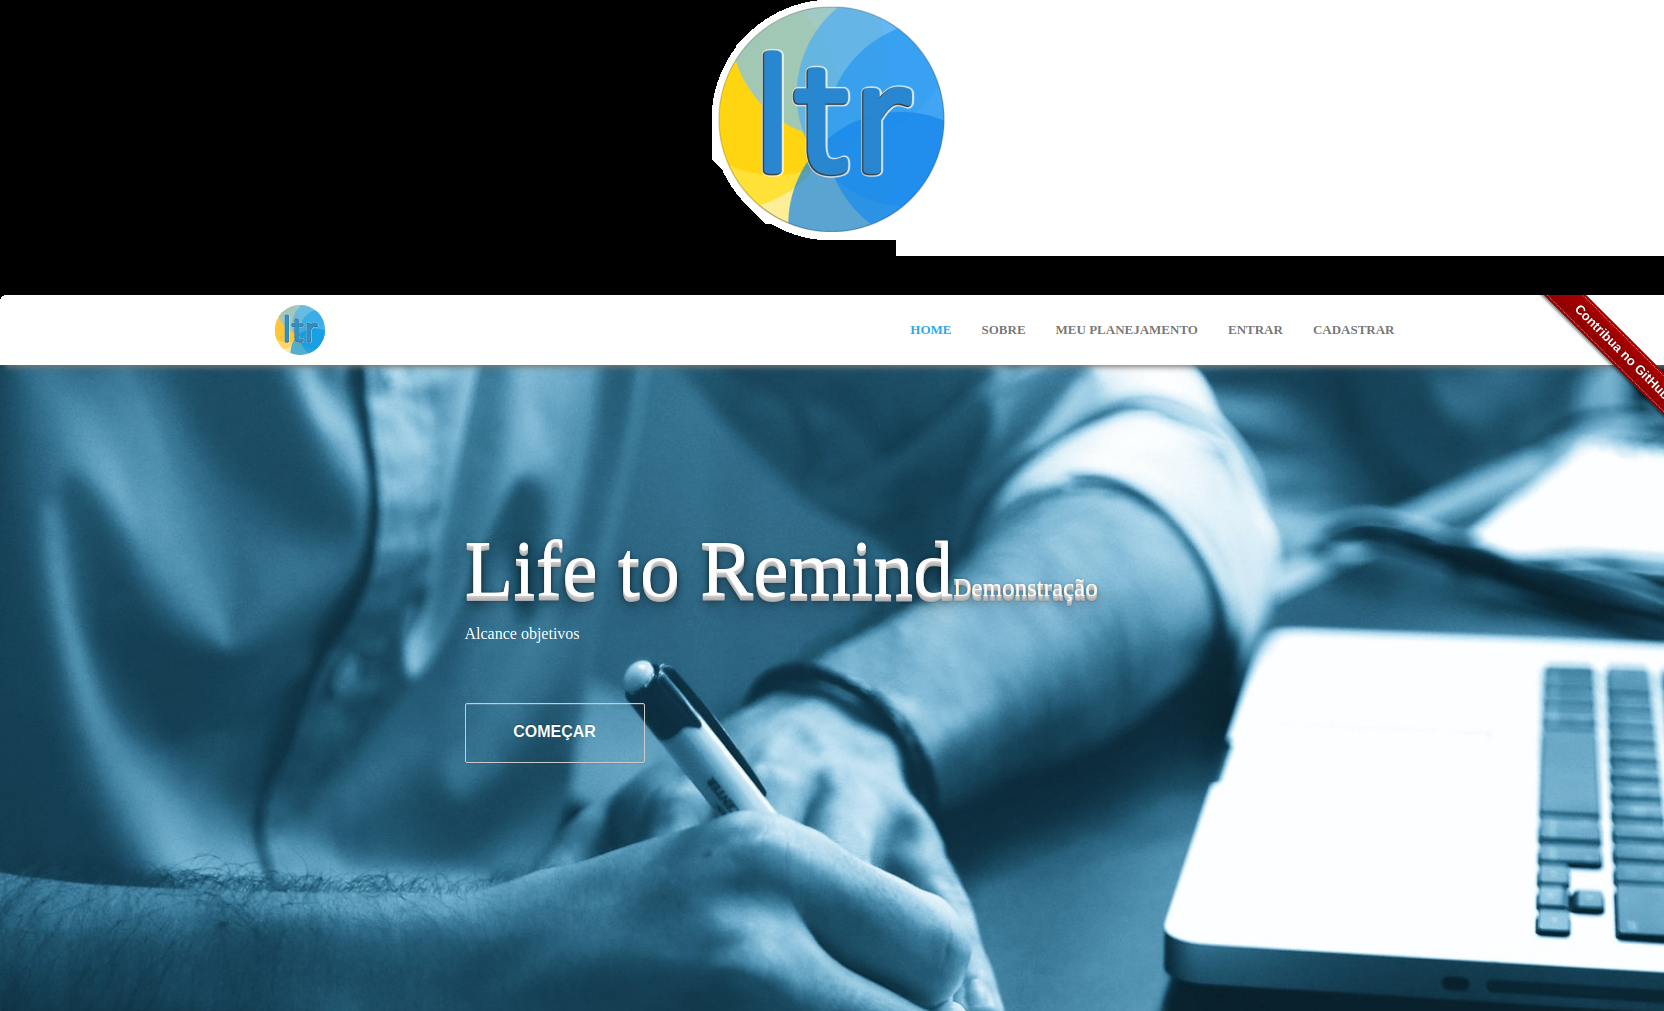 ltr
ltr
HOME SOBRE MEU PLANEJAMENTO ENTRAR CADASTRAR
Contribua no GitHub
Life to Remind Demonstração
Alcance objetivos
COMEÇAR